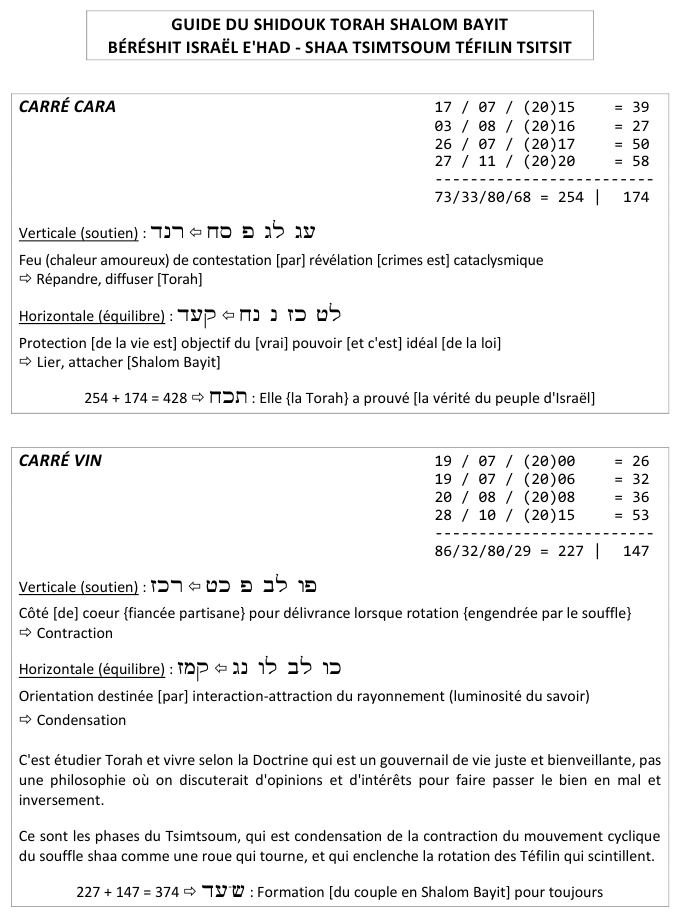 GUIDE DU SHIDOUK TORAH SHALOM BAYIT
BÉRÉSHIT ISRAËL E'HAD - SHAA TSIMTSOUM TÉFILIN TSITSIT
CARRÉ CARA
17 / 07 / (20)15 = 39
03 / 08 / (20)16 = 27
26 / 07 / (20)17 = 50
27 / 11 / (20)20 = 58
-------------------------
73/33/80/68 = 254 | 174
Verticale (soutien) : עג לג פ סח ⇦ רנד
Feu (chaleur amoureux) de contestation [par] révélation [crimes est] cataclysmique
⇨ Répandre, diffuser [Torah]
Horizontale (équilibre) : לט כז נ נח ⇦ קעד
Protection [de la vie est] objectif du [vrai] pouvoir [et c'est] idéal [de la loi]
⇨ Lier, attacher [Shalom Bayit]
254 + 174 = 428 ⇨ תכח : Elle {la Torah} a prouvé [la vérité du peuple d'Israël]
CARRÉ VIN
19 / 07 / (20)00 = 26
19 / 07 / (20)06 = 32
20 / 08 / (20)08 = 36
28 / 10 / (20)15 = 53
-------------------------
86/32/80/29 = 227 | 147
Verticale (soutien) : פו לב פ כט ⇦ רכז
Côté [de] coeur {fiancée partisane} pour délivrance lorsque rotation {engendrée par le souffle}
⇨ Contraction
Horizontale (équilibre) : כו לב לו נג ⇦ קמז
Orientation destinée [par] interaction-attraction du rayonnement (luminosité du savoir)
⇨ Condensation
C'est étudier Torah et vivre selon la Doctrine qui est un gouvernail de vie juste et bienveillante, pas
une philosophie où on discuterait d'opinions et d'intérêts pour faire passer le bien en mal et
inversement.
Ce sont les phases du Tsimtsoum, qui est condensation de la contraction du mouvement cyclique
du souffle shaa comme une roue qui tourne, et qui enclenche la rotation des Téfilin qui scintillent.
227 + 147 = 374 ⇨ ש׳עד : Formation [du couple en Shalom Bayit] pour toujours